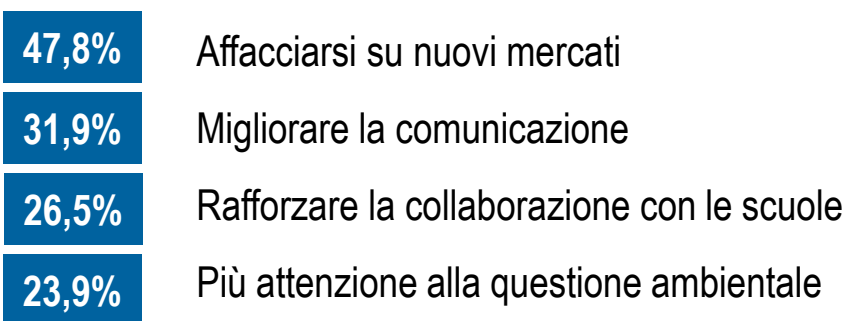 47,8% Affacciarsi su nuovi mercati
31,9% Migliorare la comunicazione
26,5% Rafforzare la collaborazione con le scuole
23,9% Più attenzione alla questione ambientale